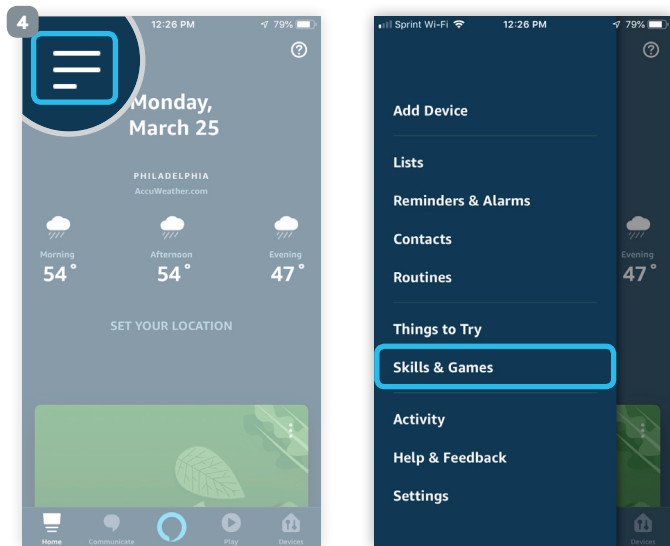 4
12:26 PM
79%
?
Monday,
March 25
PHILADELPHIA
AccuWeather.com
Morning
Afternoon
Evening
54°
54°
47°
SET YOUR LOCATION
Home
Communicate
Play
Devices
Sprint Wi-Fi
12:26 PM
79%
?
Add Device
Lists
Reminders & Alarms
Contacts
Routines
Evening
47°
Things to Try
Skills & Games
Activity
Help & Feedback
Settings
Devices